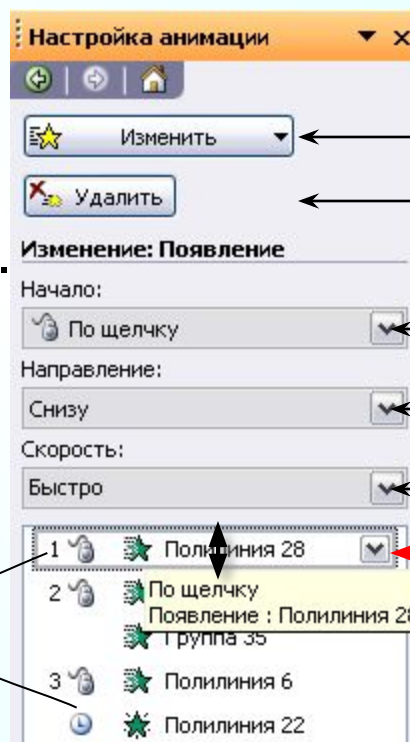 Настройка анимации
Изменить
Удалить
Изменение: Появление
Начало:
По щелчку
Направление:
Снизу
Скорость:
Быстро
1 Полилиния 28
2 По щелчку
Появление : Полилиния 28
Группа 35
3 Полилиния 6
Полилиния 22